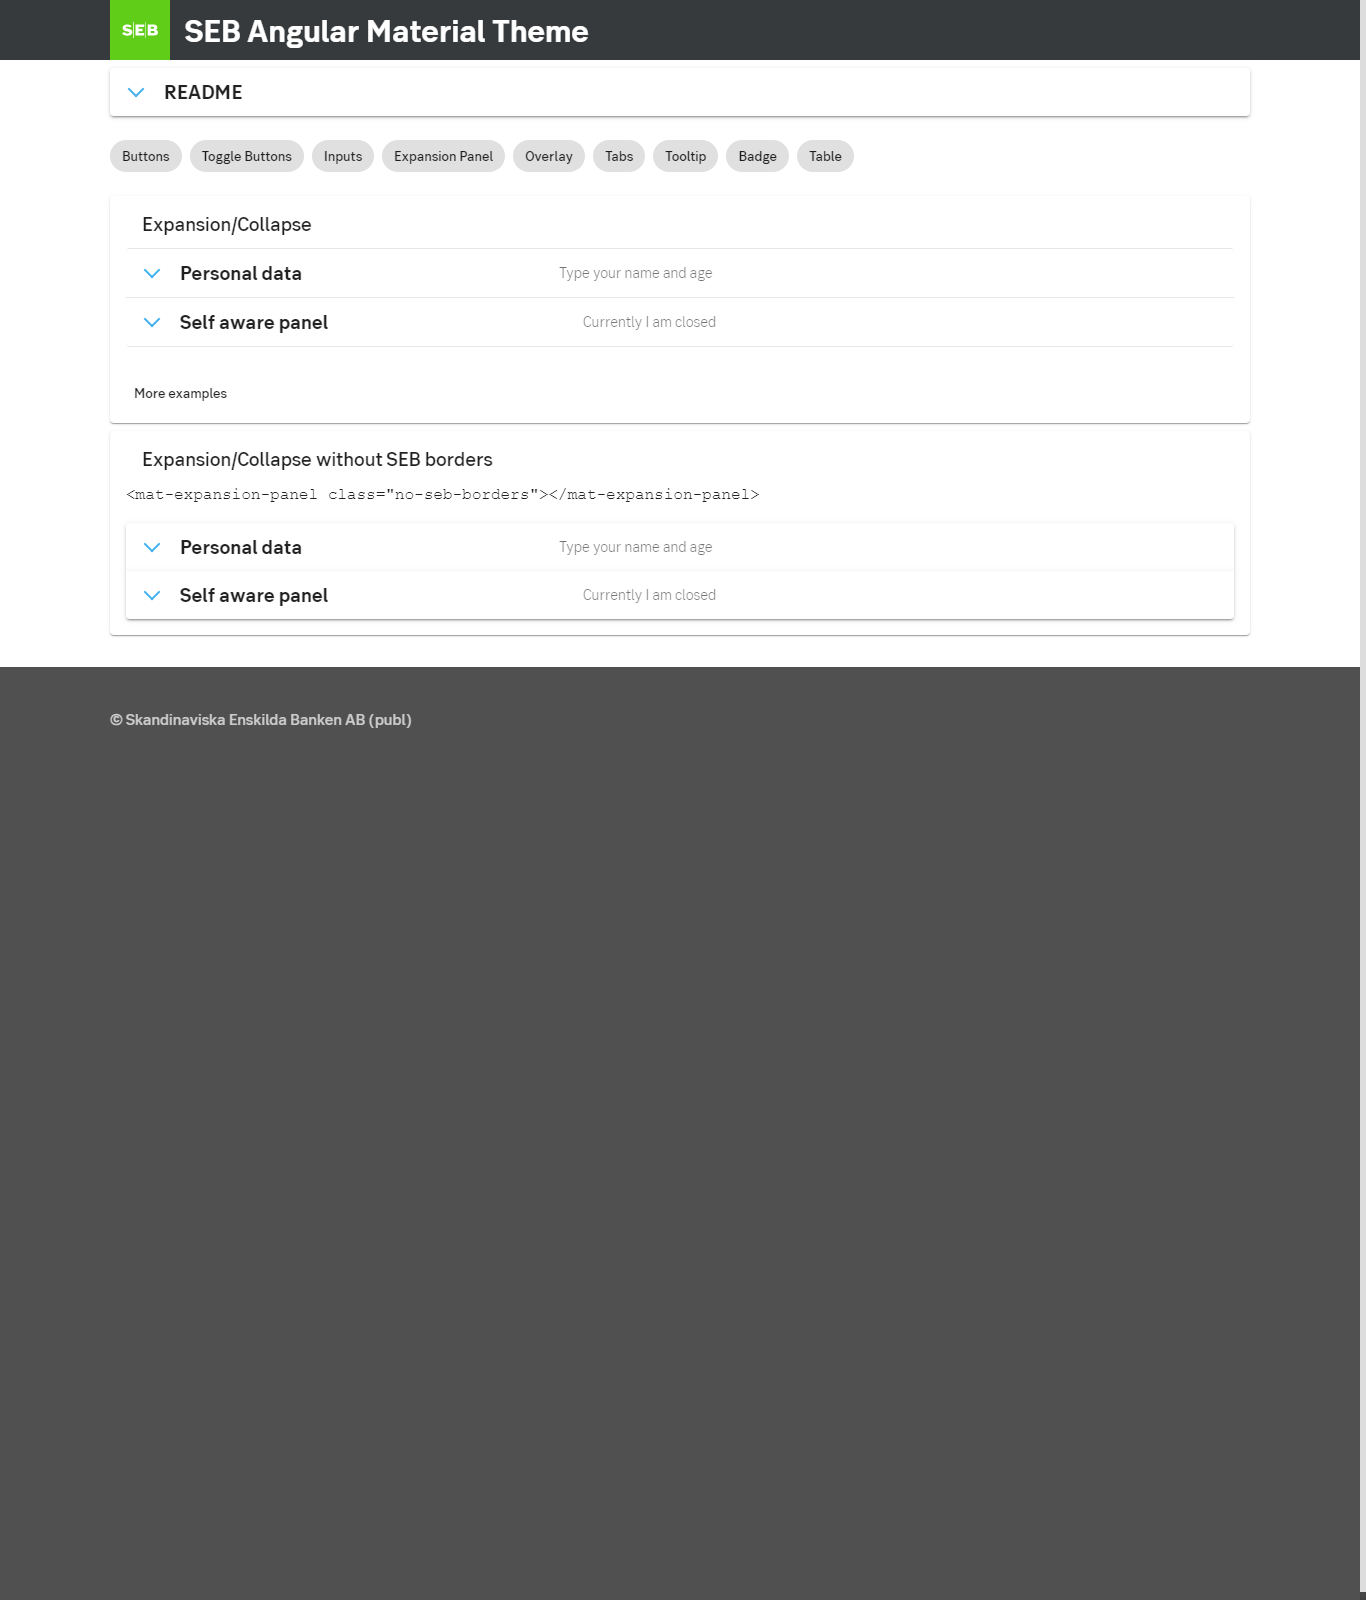 SEB SEB Angular Material Theme
README
Buttons Toggle Buttons Inputs Expansion Panel Overlay Tabs Tooltip Badge Table
Expansion/Collapse
Personal data Type your name and age
Self aware panel Currently I am closed
More examples
Expansion/Collapse without SEB borders
<mat-expansion-panel class="no-seb-borders"></mat-expansion-panel>
Personal data Type your name and age
Self aware panel Currently I am closed
© Skandinaviska Enskilda Banken AB (publ)